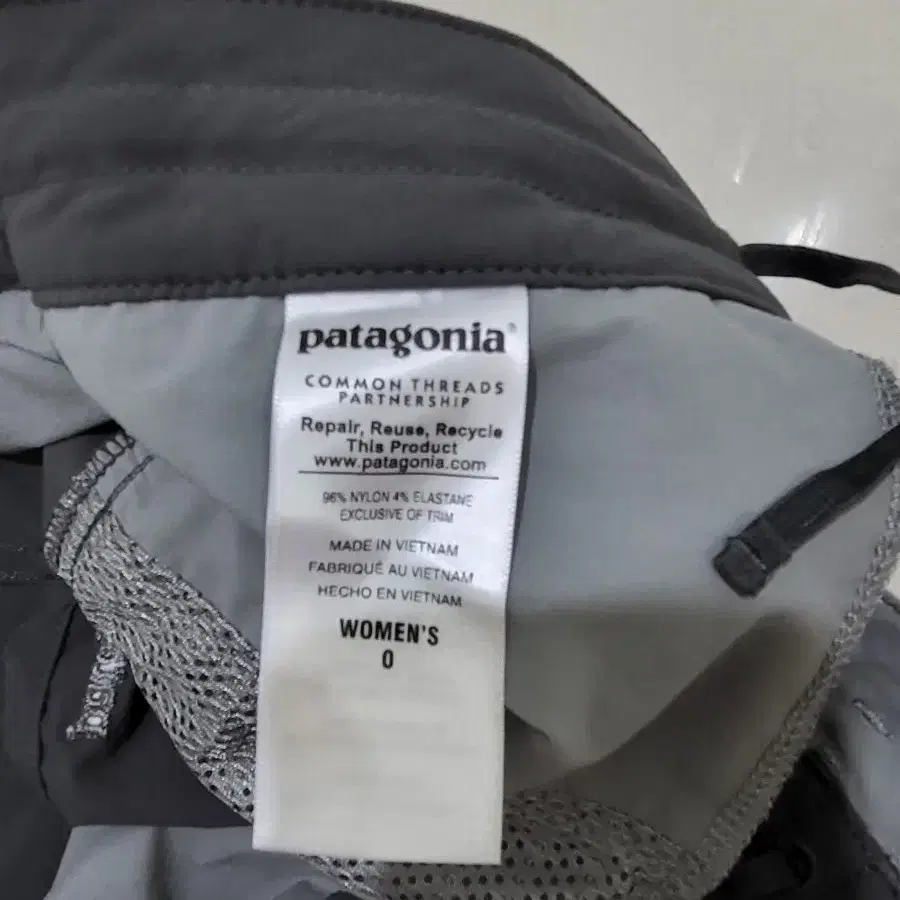 patagonia®
COMMON THREADS
PARTNERSHIP
Repair, Reuse, Recycle
This Product
www.patagonia.com
96% NYLON 4% ELASTANE
EXCLUSIVE OF TRIM
MADE IN VIETNAM
FABRIQUÉ AU VIETNAM
HECHO EN VIETNAM
WOMEN'S
0